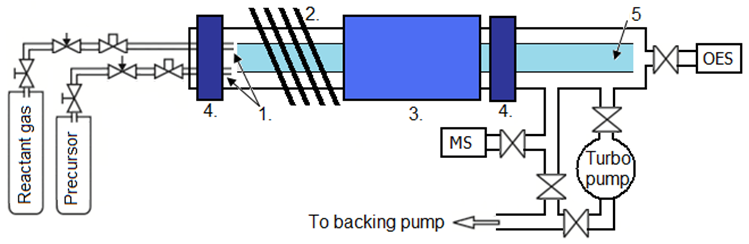 2.
5
OES
4.
1.
3.
4.
Reactant gas
Precursor
MS
Turbo
pump
To backing pump